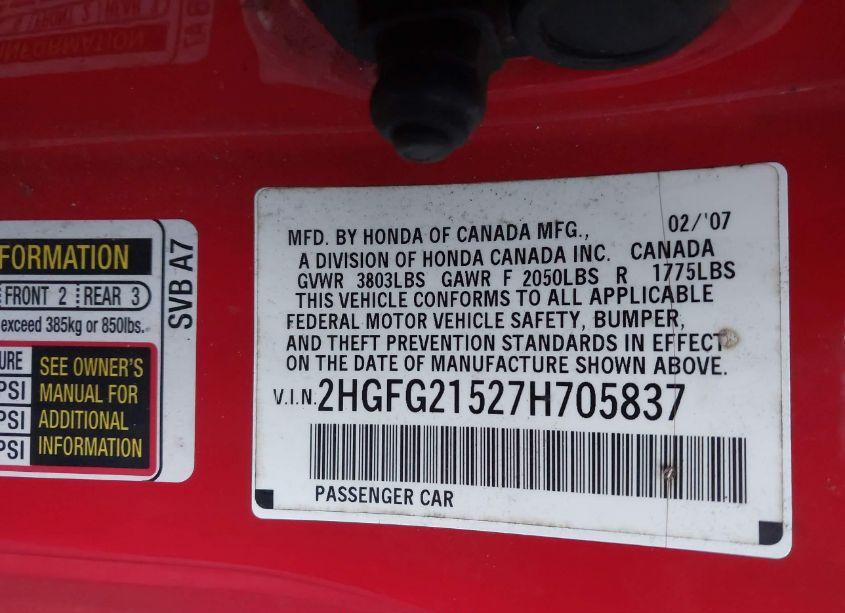 FORMATION
FRONT 2 REAR 3
exceed 385kg or 850lbs.
SEE OWNER'S
MANUAL FOR
ADDITIONAL
INFORMATION
PSI
PSI
PSI
SVB A7
MFD. BY HONDA OF CANADA MFG., 02/'07
A DIVISION OF HONDA CANADA INC. CANADA
GVWR 3803LBS GAWR F 2050LBS R 1775LBS
THIS VEHICLE CONFORMS TO ALL APPLICABLE
FEDERAL MOTOR VEHICLE SAFETY, BUMPER,
AND THEFT PREVENTION STANDARDS IN EFFECT
ON THE DATE OF MANUFACTURE SHOWN ABOVE.
V.I.N. 2HGFG21527H705837
PASSENGER CAR